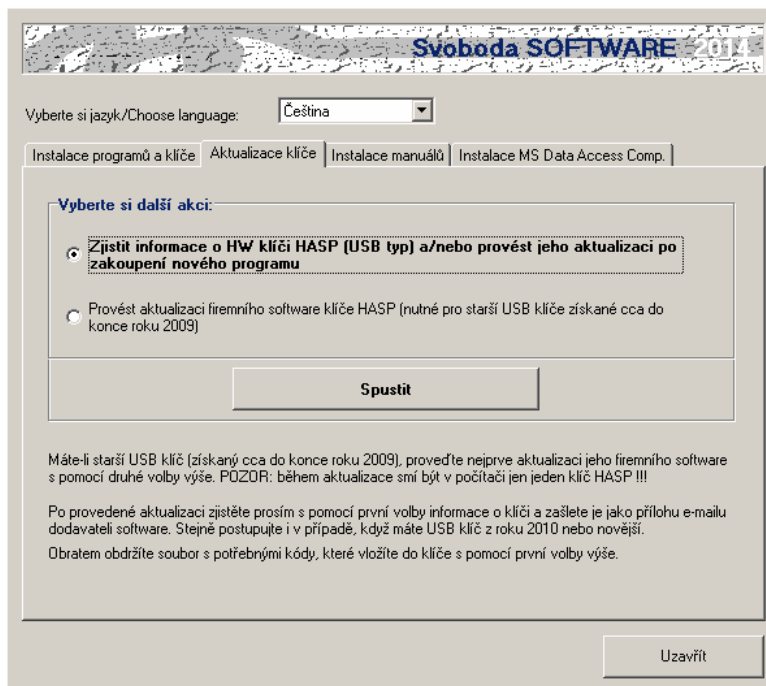 Svoboda SOFTWARE 2014
Vyberte si jazyk/Choose language:
Čeština
Instalace programů a klíče
Aktualizace klíče
Instalace manuálů
Instalace MS Data Access Comp.
Vyberte si další akci:
Zjistit informace o HW klíči HASP (USB typ) a/nebo provést jeho aktualizaci po
zakoupení nového programu
Provést aktualizaci firemního software klíče HASP (nutné pro starší USB klíče získané cca do
konce roku 2009)
Spustit
Máte-li starší USB klíč (získaný cca do konce roku 2009), proveďte nejprve aktualizaci jeho firemního software
s pomocí druhé volby výše. POZOR: během aktualizace smí být v počítači jen jeden klíč HASP !!!
Po provedené aktualizaci zjistěte prosím s pomocí první volby informace o klíči a zašlete je jako přílohu e-mailu
dodavateli software. Stejně postupujte i v případě, když máte USB klíč z roku 2010 nebo novější.
Obratem obdržíte soubor s potřebnými kódy, které vložíte do klíče s pomocí první volby výše.
Uzavřít